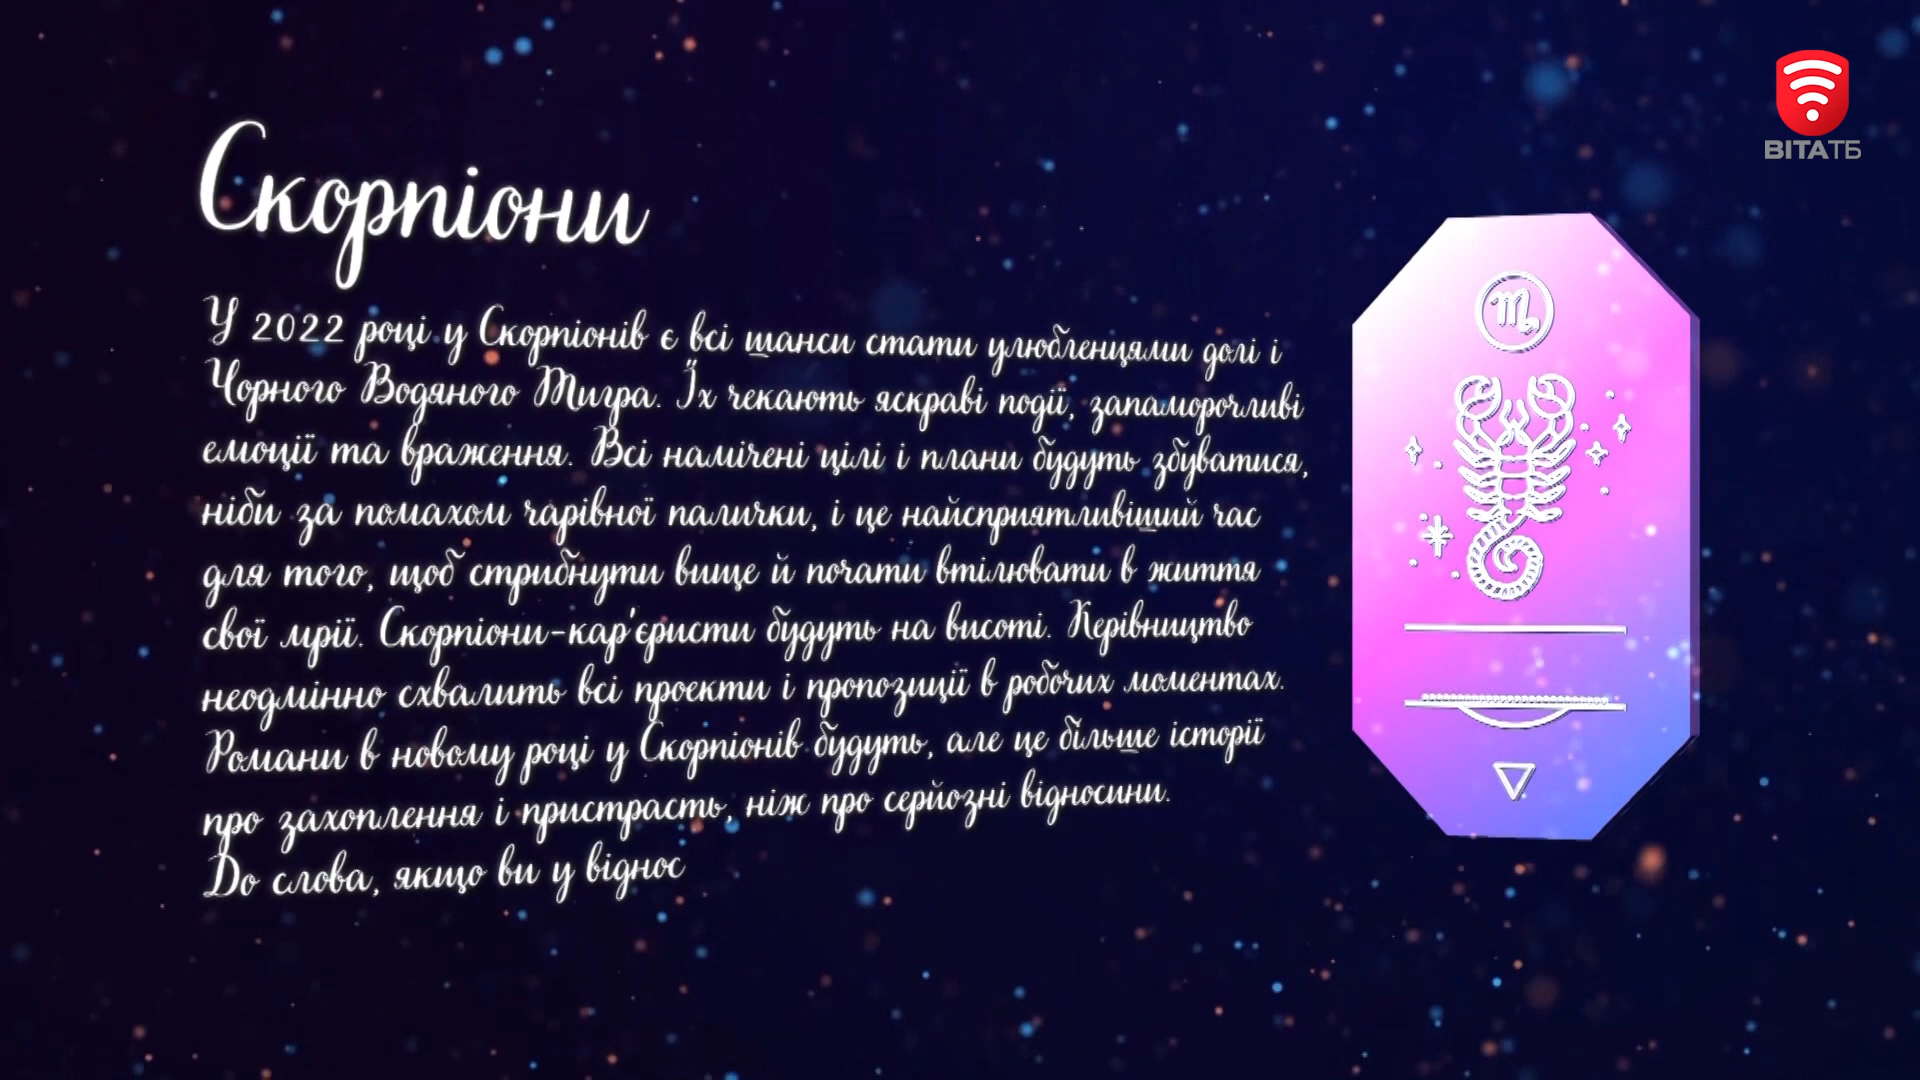 ВІТАТБ
Скорпіони
У 2022 році у Скорпіонів є всі шанси стати улюбленцями долі і
Чорного Водяного Тигра. Їх чекають яскраві події, запаморочливі
емоції та враження. Всі намічені цілі і плани будуть збуватися,
ніби за помахом чарівної палички, і це найсприятливіший час
для того, щоб стрибнути вище й почати втілювати в життя
свої мрії. Скорпіони-кар'єристи будуть на висоті. Керівництво
неодмінно схвалить всі проекти і пропозиції в робочих моментах.
Романи в новому році у Скорпіонів будуть, але це більше історії
про захоплення і пристрасть, ніж про серйозні відносини.
До слова, якщо ви у віднос